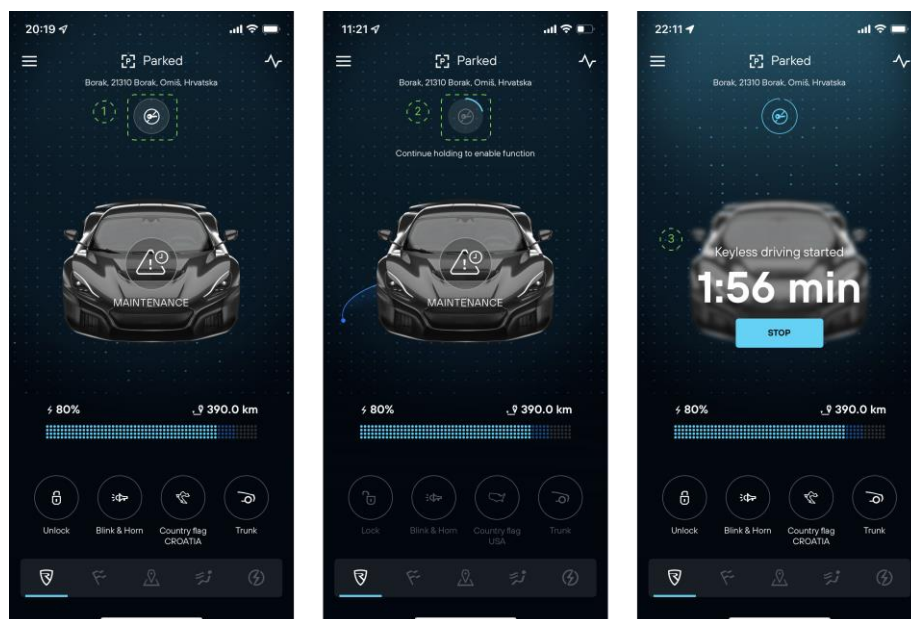 20:19
Parked
Borak, 21310 Borak, Omiš, Hrvatska
1
MAINTENANCE
80%
390.0 km
Unlock
Blink & Horn
Country flag
CROATIA
Trunk
11:21
Parked
Borak, 21310 Borak, Omiš, Hrvatska
2
Continue holding to enable function
MAINTENANCE
80%
390.0 km
Lock
Blink & Horn
Country flag
USA
Trunk
22:11
Parked
Borak, 21310 Borak, Omiš, Hrvatska
3
Keyless driving started
1:56 min
STOP
80%
390.0 km
Unlock
Blink & Horn
Country flag
CROATIA
Trunk